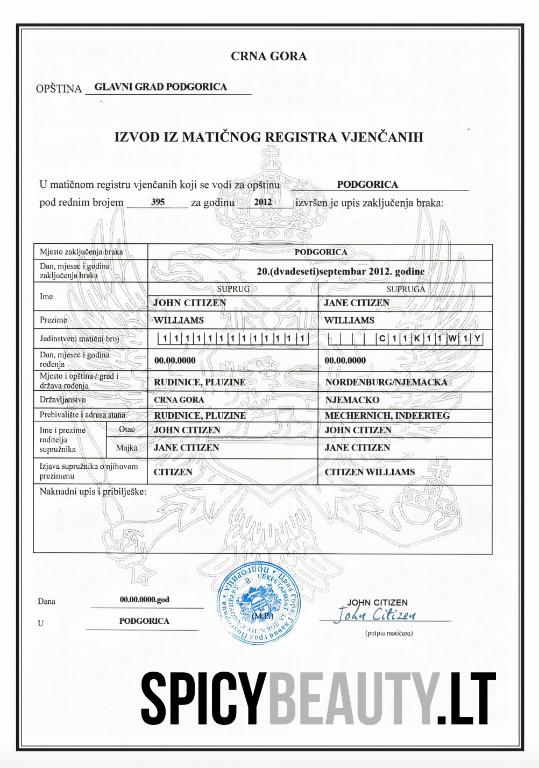 CRNA GORA
OPŠTINA GLAVNI GRAD PODGORICA
IZVOD IZ MATIČNOG REGISTRA VJENČANIH
U matičnom registru vjenčanih koji se vodi za opštinu PODGORICA
pod rednim brojem 395 za godinu 2012 izvršen je upis zaključenja braka:
Mjesto zaključenja braka PODGORICA
Dan, mjesec i godina
zaključenja braka 20.(dvadeseti)septembar 2012. godine
Ime SUPRUG SUPRUGA
JOHN CITIZEN JANE CITIZEN
Prezime WILLIAMS WILLIAMS
Jedinstveni matični broj 1 1 1 1 1 1 1 1 1 1 1 1 1 C 1 1 K 1 1 W 1 Y
Dan, mjesec i godina
rođenja 00.00.0000 00.00.0000
Mjesto i opština / grad i
država rođenja RUDINICE, PLUZINE NORDENBURG/NJEMACKA
Državljanstvo CRNA GORA NJEMACKO
Prebivalište i adresa stana RUDINICE, PLUZINE MECHERNICH, INDEERTEG
Ime i prezime
roditelja
supružnika
Otac JOHN CITIZEN JOHN CITIZEN
Majka JANE CITIZEN JANE CITIZEN
Izjava supružnika o njihovom
prezimenu CITIZEN CITIZEN WILLIAMS
Naknadni upis i pribilješke:
Dana 00.00.0000.god
U PODGORICA
(M.P.)
JOHN CITIZEN
John Citizen
(potpis matičara)
SPICYBEAUTY.LT